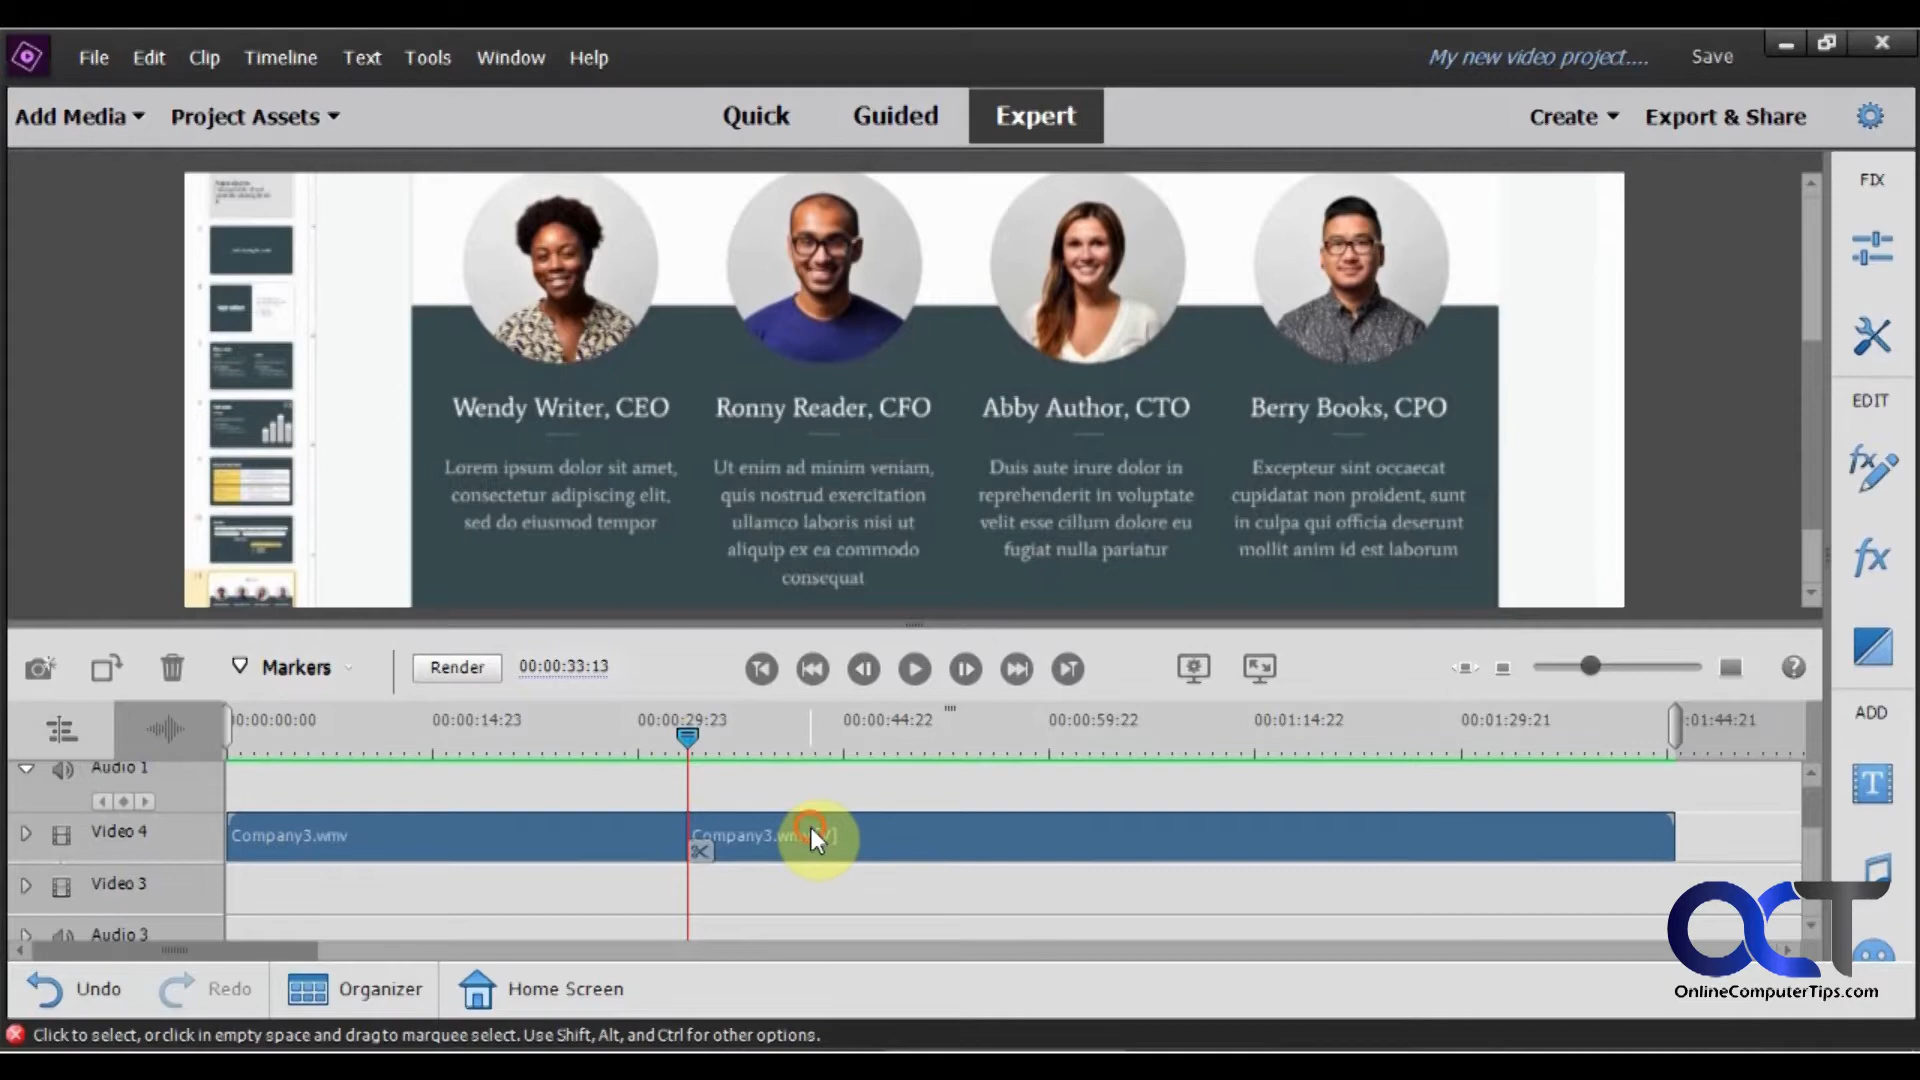 File Edit Clip Timeline Text Tools Window Help My new video project.... Save
Add Media Project Assets Quick Guided Expert Create Export & Share
FIX
EDIT
ADD
Wendy Writer, CEO Ronny Reader, CFO Abby Author, CTO Berry Books, CPO
Lorem ipsum dolor sit amet,
consectetur adipiscing elit,
sed do eiusmod tempor
Ut enim ad minim veniam,
quis nostrud exercitation
ullamco laboris nisi ut
aliquip ex ea commodo
consequat
Duis aute irure dolor in
reprehenderit in voluptate
velit esse cillum dolore eu
fugiat nulla pariatur
Excepteur sint occaecat
cupidatat non proident, sunt
in culpa qui officia deserunt
mollit anim id est laborum
Markers Render 00:00:33:13
00:00:14:23 00:00:29:23 00:00:44:22 00:00:59:22 00:01:14:22 00:01:29:21 :01:44:21
Audio 1
Video 4 Company3.wmv
Video 3
Audio 3
Undo Redo Organizer Home Screen
OCT
OnlineComputerTips.com
Click to select, or click in empty space and drag to marquee select. Use Shift, Alt, and Ctrl for other options.